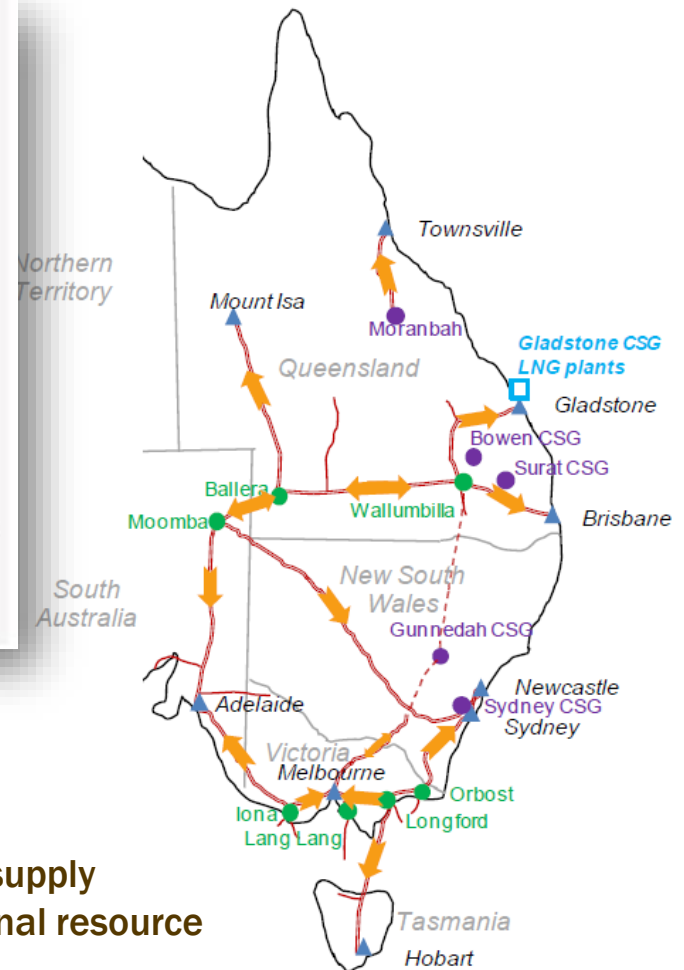 Townsville
Northern
Territory
Mount Isa
Moranbah
Gladstone CSG
LNG plants
Queensland
Gladstone
Bowen CSG
Surat CSG
Ballera
Wallumbilla
Moomba
Brisbane
South
Australia
New South
Wales
Gunnedah CSG
Newcastle
Sydney CSG
Sydney
Adelaide
Victoria
Melbourne
Orbost
Iona
Longford
Lang Lang
supply
nal resource
Tasmania
Hobart